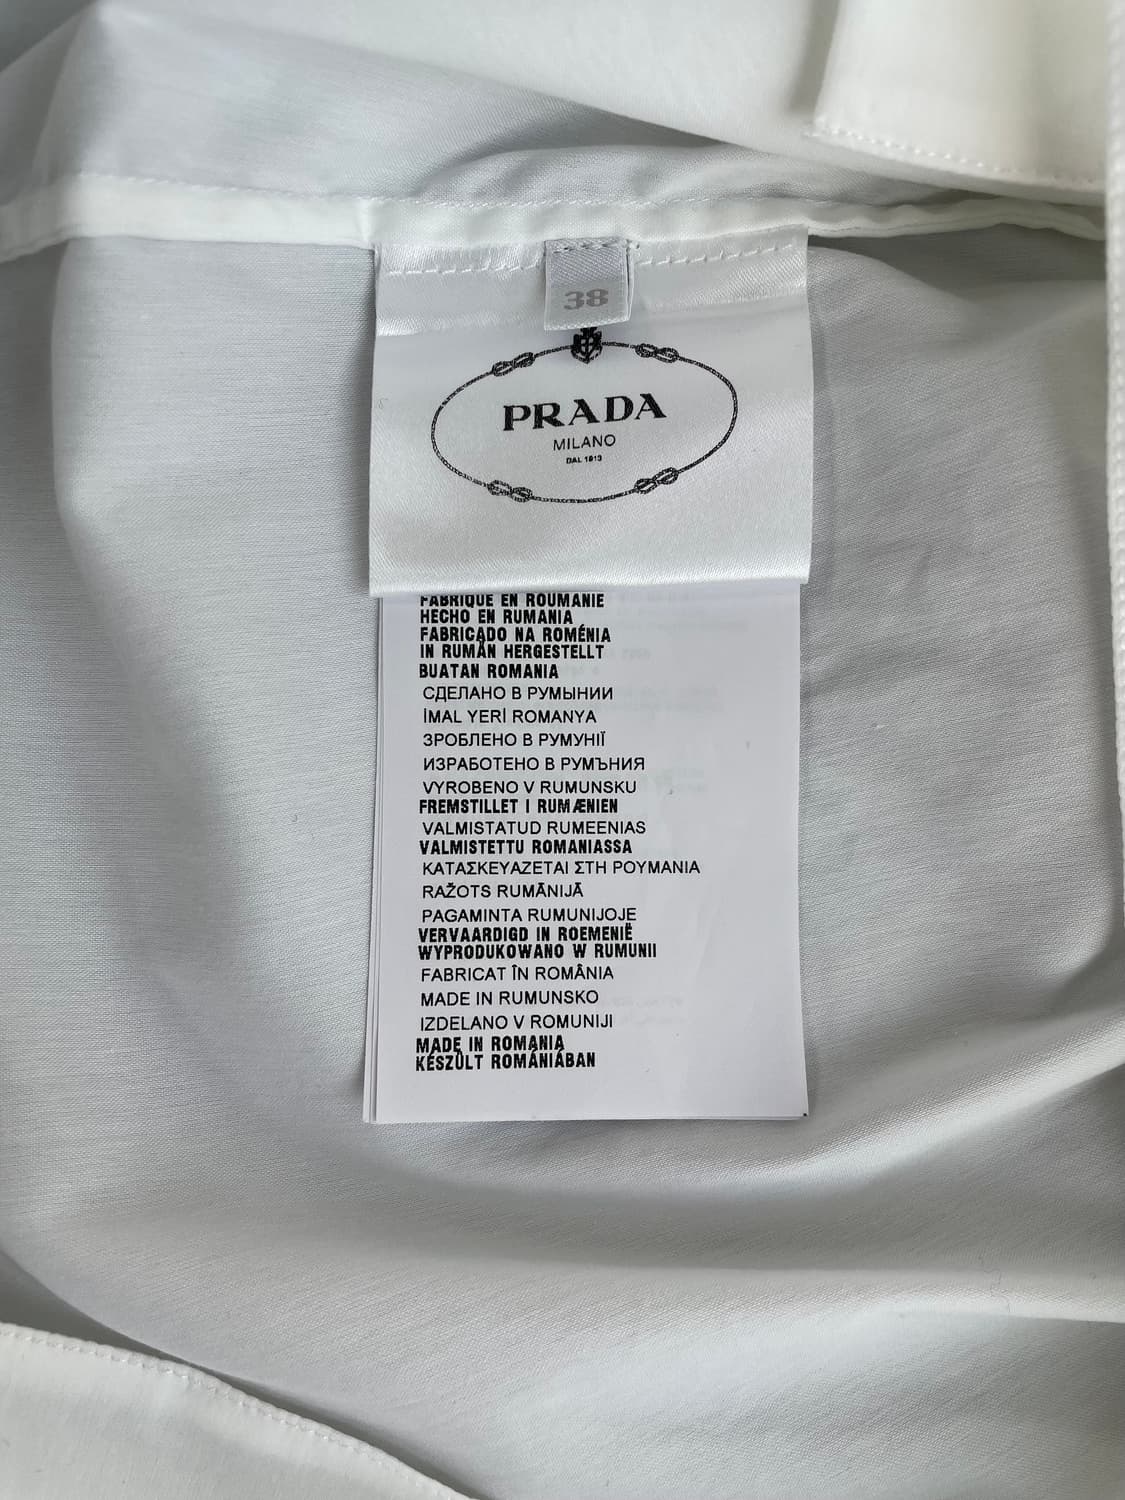 38
PRADA
MILANO
DAL 1913
FABRIQUE EN ROUMANIE
HECHO EN RUMANIA
FABRICADO NA ROMÉNIA
IN RUMÄN HERGESTELLT
BUATAN ROMANIA
СДЕЛАНО В РУМЫНИИ
İMAL YERİ ROMANYA
ЗРОБЛЕНО В РУМУНІЇ
ИЗРАБОТЕНО В РУМЪНИЯ
VYROBENO V RUMUNSKU
FREMSTILLET I RUMÆNIEN
VALMISTATUD RUMEENIAS
VALMISTETTU ROMANIASSA
ΚΑΤΑΣΚΕΥΑΖΕΤΑΙ ΣΤΗ ΡΟΥΜΑΝΙΑ
RAŽOTS RUMĀNIJĀ
PAGAMINTA RUMUNIJOJE
VERVAARDIGD IN ROEMENIË
WYPRODUKOWANO W RUMUNII
FABRICAT ÎN ROMÂNIA
MADE IN RUMUNSKO
IZDELANO V ROMUNIJI
MADE IN ROMANIA
KÉSZÜLT ROMÁNIÁBAN